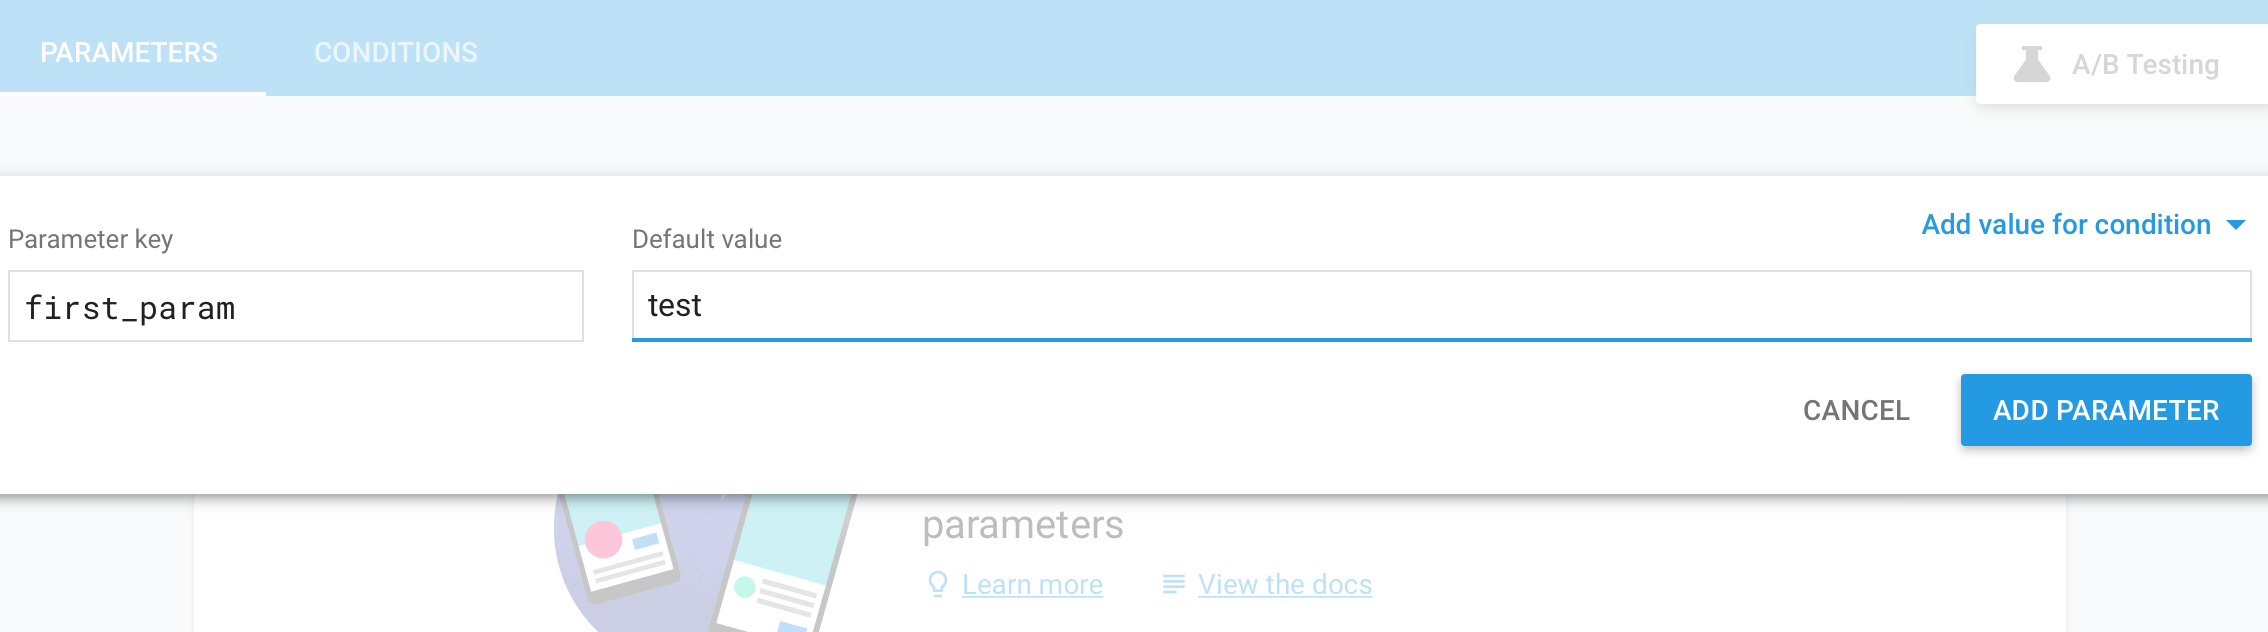 PARAMETERS
CONDITIONS
A/B Testing
Add value for condition
Parameter key
Default value
first_param
test
CANCEL
ADD PARAMETER
parameters
Learn more
View the docs